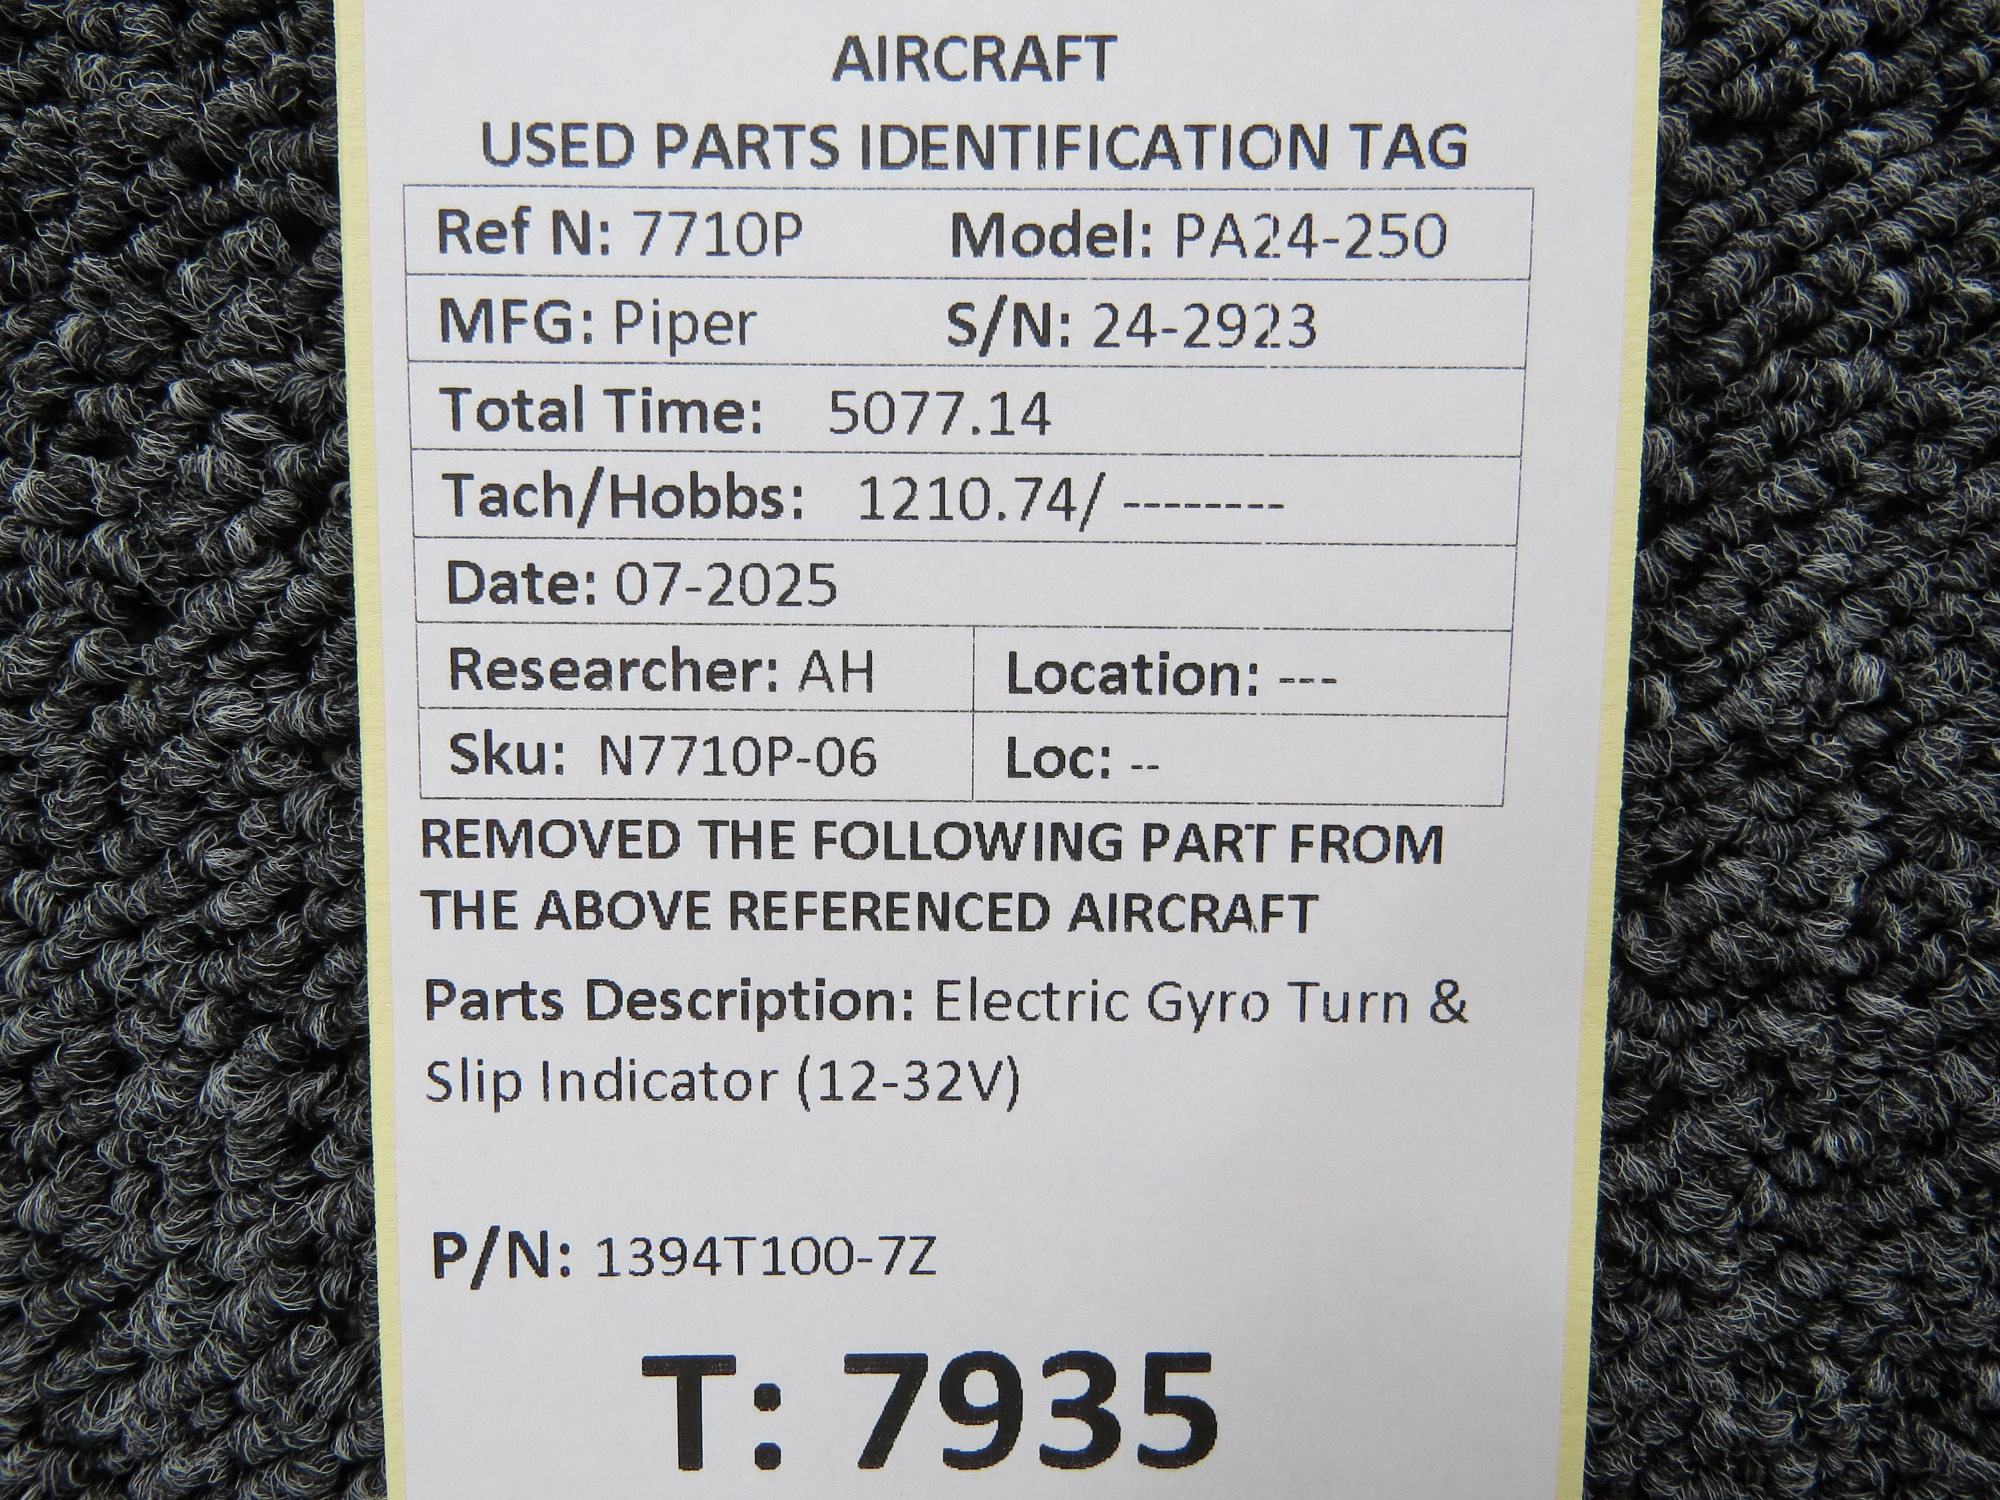 AIRCRAFT
USED PARTS IDENTIFICATION TAG
Ref N: 7710P Model: PA24-250
MFG: Piper S/N: 24-2923
Total Time: 5077.14
Tach/Hobbs: 1210.74/ --------
Date: 07-2025
Researcher: AH Location: ---
Sku: N7710P-06 Loc: --
REMOVED THE FOLLOWING PART FROM
THE ABOVE REFERENCED AIRCRAFT
Parts Description: Electric Gyro Turn &
Slip Indicator (12-32V)
P/N: 1394T100-7Z
T: 7935